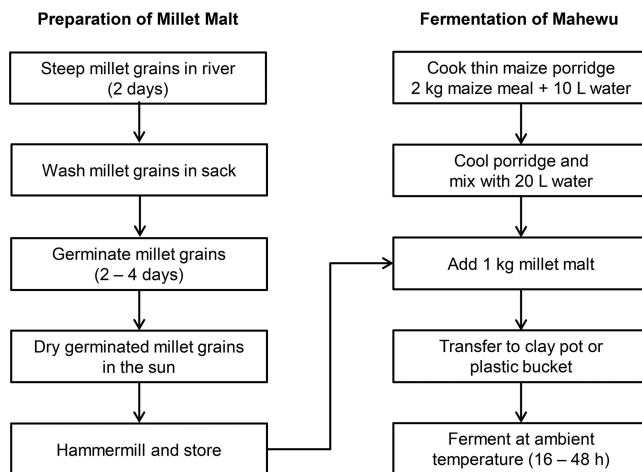 Preparation of Millet Malt
Steep millet grains in river
(2 days)
Wash millet grains in sack
Germinate millet grains
(2 – 4 days)
Dry germinated millet grains
in the sun
Hammermill and store
Fermentation of Mahewu
Cook thin maize porridge
2 kg maize meal + 10 L water
Cool porridge and
mix with 20 L water
Add 1 kg millet malt
Transfer to clay pot or
plastic bucket
Ferment at ambient
temperature (16 – 48 h)